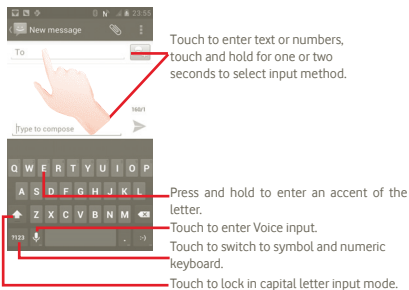 23:55
New message
To
Touch to enter text or numbers,
touch and hold for one or two
seconds to select input method.
160/1
Type to compose
Q W E R T Y U I O P
A S D F G H J K L
Press and hold to enter an accent of the
letter.
Z X C V B N M
Touch to enter Voice input.
?123 . :-)
Touch to switch to symbol and numeric
keyboard.
Touch to lock in capital letter input mode.